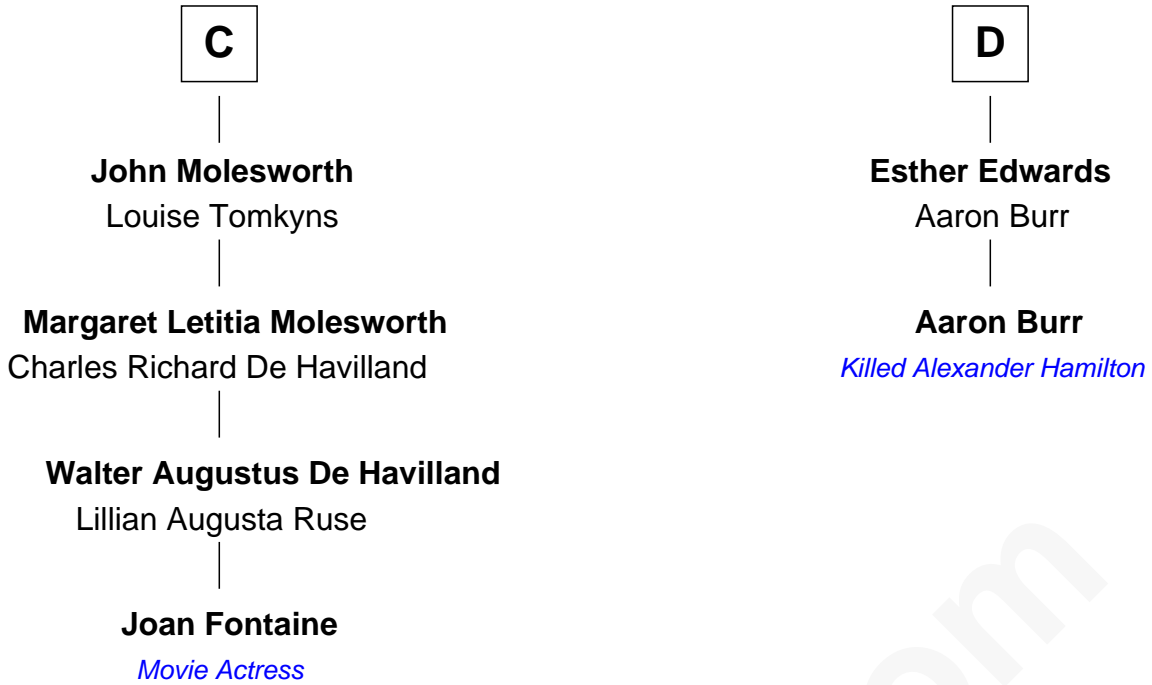 C
John Molesworth
Louise Tomkyns
Margaret Letitia Molesworth
Charles Richard De Havilland
Walter Augustus De Havilland
Lillian Augusta Ruse
Joan Fontaine
Movie Actress
D
Esther Edwards
Aaron Burr
Aaron Burr
Killed Alexander Hamilton
om